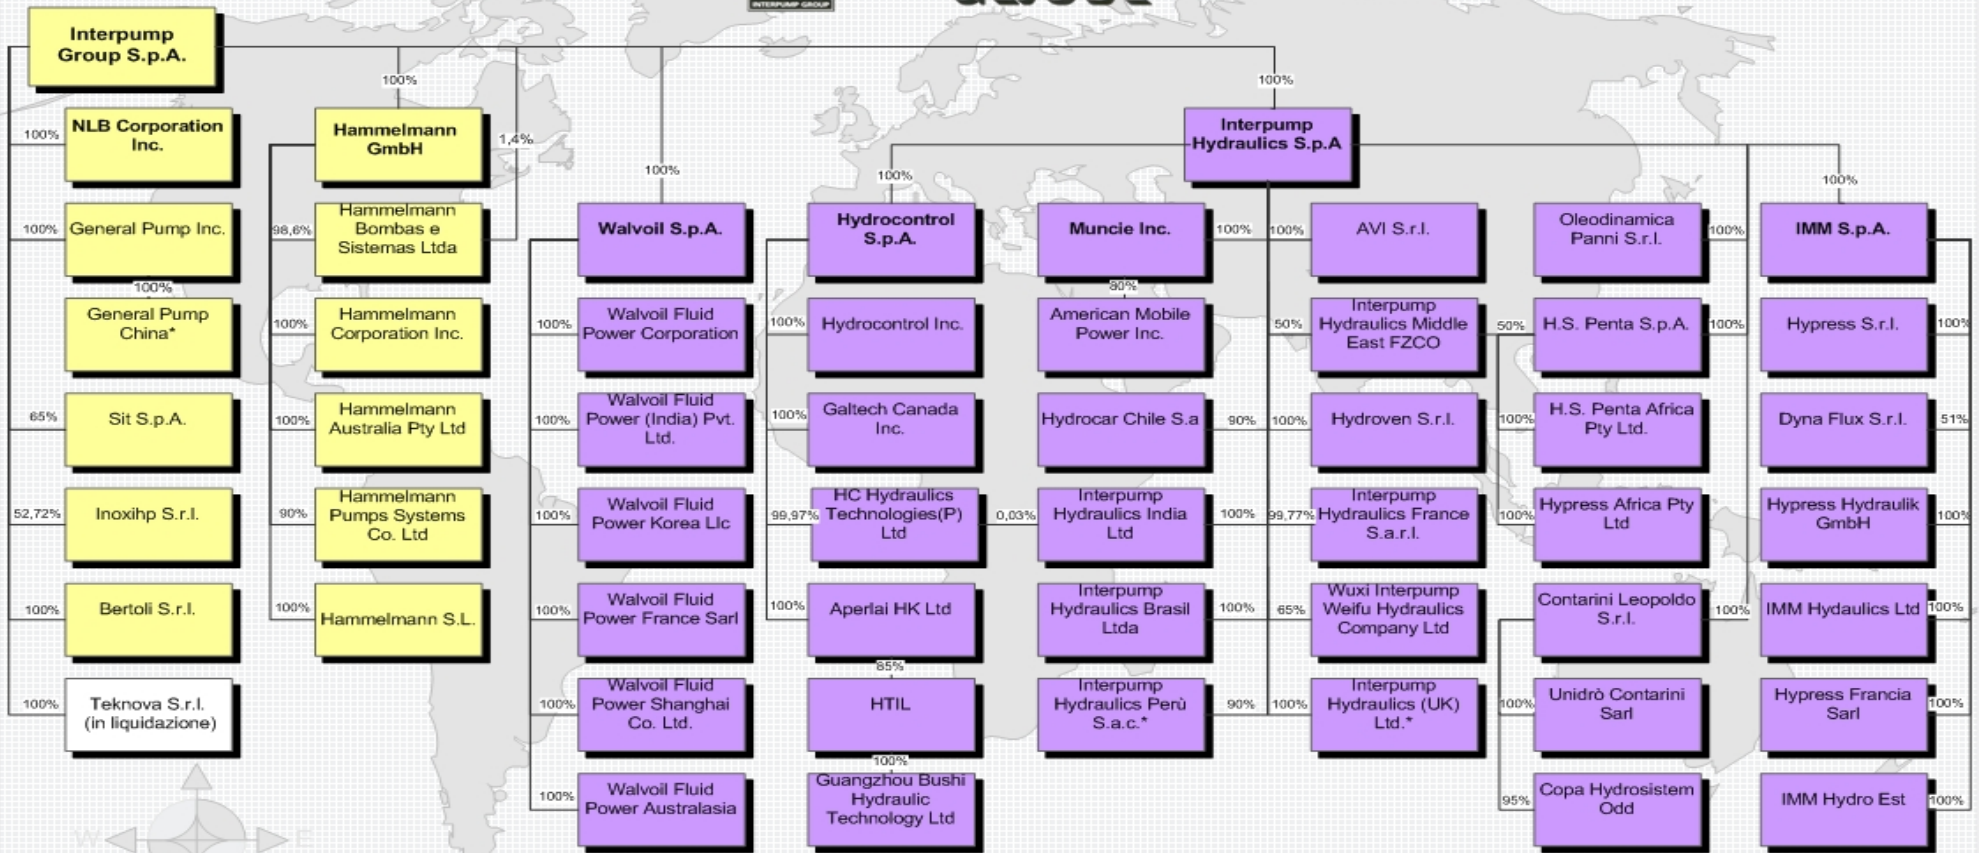 INTERPUMP GROUP
Interpump
Group S.p.A.
100%
NLB Corporation
Inc.
100%
General Pump Inc.
100%
General Pump
China*
65%
Sit S.p.A.
52,72%
Inoxihp S.r.l.
100%
Bertoli S.r.l.
100%
Teknova S.r.l.
(in liquidazione)
W
E
100%
Hammelmann
GmbH
1,4%
98,6%
Hammelmann
Bombas e
Sistemas Ltda
100%
Hammelmann
Corporation Inc.
100%
Hammelmann
Australia Pty Ltd
90%
Hammelmann
Pumps Systems
Co. Ltd
100%
Hammelmann S.L.
100%
Walvoil S.p.A.
100%
Walvoil Fluid
Power Corporation
100%
Walvoil Fluid
Power (India) Pvt.
Ltd.
100%
Walvoil Fluid
Power Korea Llc
100%
Walvoil Fluid
Power France Sarl
100%
Walvoil Fluid
Power Shanghai
Co. Ltd.
100%
Walvoil Fluid
Power Australasia
100%
Interpump
Hydraulics S.p.A
100%
Hydrocontrol
S.p.A.
100%
Hydrocontrol Inc.
100%
Galtech Canada
Inc.
99,97%
HC Hydraulics
Technologies(P)
Ltd
0,03%
100%
Aperlai HK Ltd
85%
HTIL
100%
Guangzhou Bushi
Hydraulic
Technology Ltd
Muncie Inc.
100%
80%
American Mobile
Power Inc.
Hydrocar Chile S.a
90%
Interpump
Hydraulics India
Ltd
100%
Interpump
Hydraulics Brasil
Ltda
100%
Interpump
Hydraulics Perù
S.a.c.*
90%
100%
AVI S.r.l.
50%
Interpump
Hydraulics Middle
East FZCO
100%
Hydroven S.r.l.
99,77%
Interpump
Hydraulics France
S.a.r.l.
65%
Wuxi Interpump
Weifu Hydraulics
Company Ltd
100%
Interpump
Hydraulics (UK)
Ltd.*
Oleodinamica
Panni S.r.l.
100%
50%
H.S. Penta S.p.A.
100%
100%
H.S. Penta Africa
Pty Ltd.
100%
Hypress Africa Pty
Ltd
Contarini Leopoldo
S.r.l.
100%
100%
Unidrò Contarini
Sarl
95%
Copa Hydrosistem
Odd
100%
IMM S.p.A.
Hypress S.r.l.
100%
Dyna Flux S.r.l.
51%
Hypress Hydraulik
GmbH
100%
IMM Hydaulics Ltd
100%
Hypress Francia
Sarl
100%
IMM Hydro Est
100%